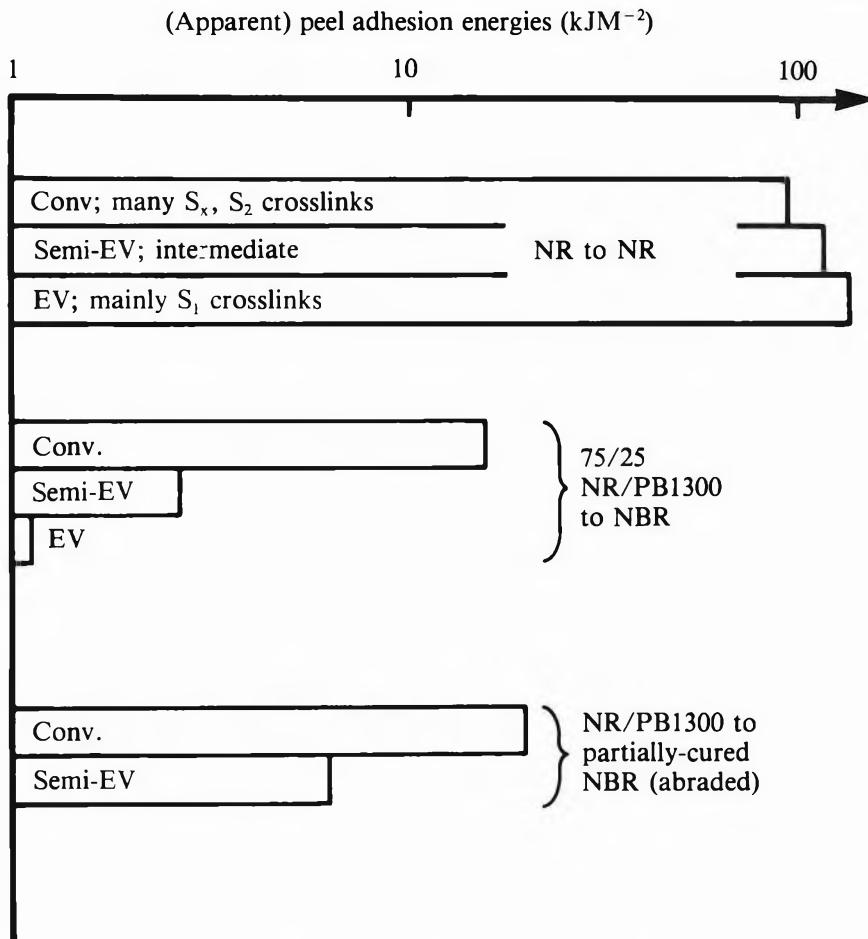 (Apparent) peel adhesion energies (kJM⁻²)
1 10 100
Conv; many Sₓ, S₂ crosslinks
Semi-EV; intermediate NR to NR
EV; mainly S₁ crosslinks
Conv.
Semi-EV
EV
75/25
NR/PB1300
to NBR
Conv.
Semi-EV
NR/PB1300 to
partially-cured
NBR (abraded)